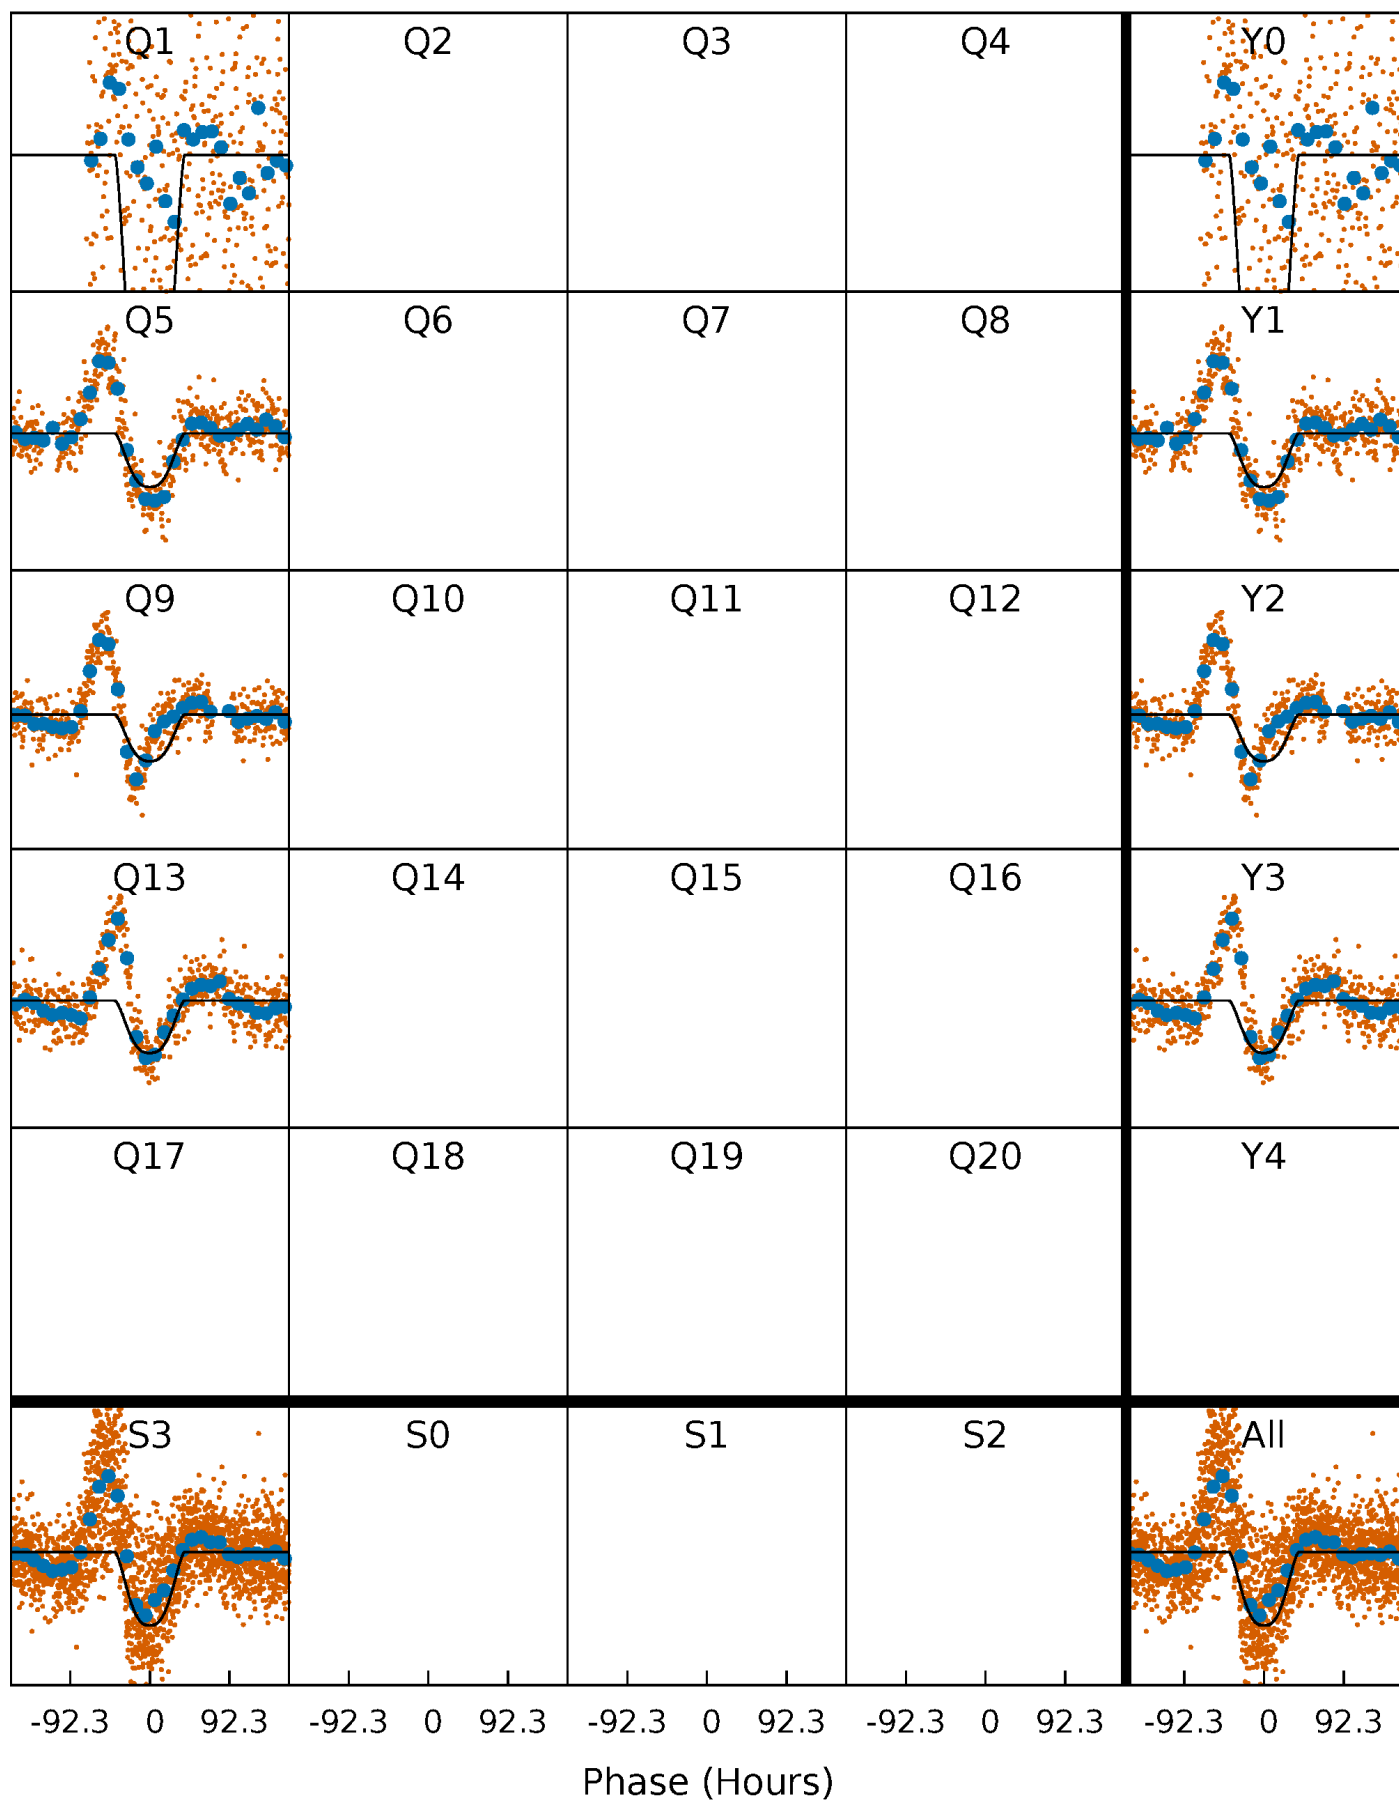 Q1 Q2 Q3 Q4 Y0
Q5 Q6 Q7 Q8 Y1
Q9 Q10 Q11 Q12 Y2
Q13 Q14 Q15 Q16 Y3
Q17 Q18 Q19 Q20 Y4
S3 S0 S1 S2 All
-92.3 0 92.3 -92.3 0 92.3 -92.3 0 92.3 -92.3 0 92.3 -92.3 0 92.3
Phase (Hours)